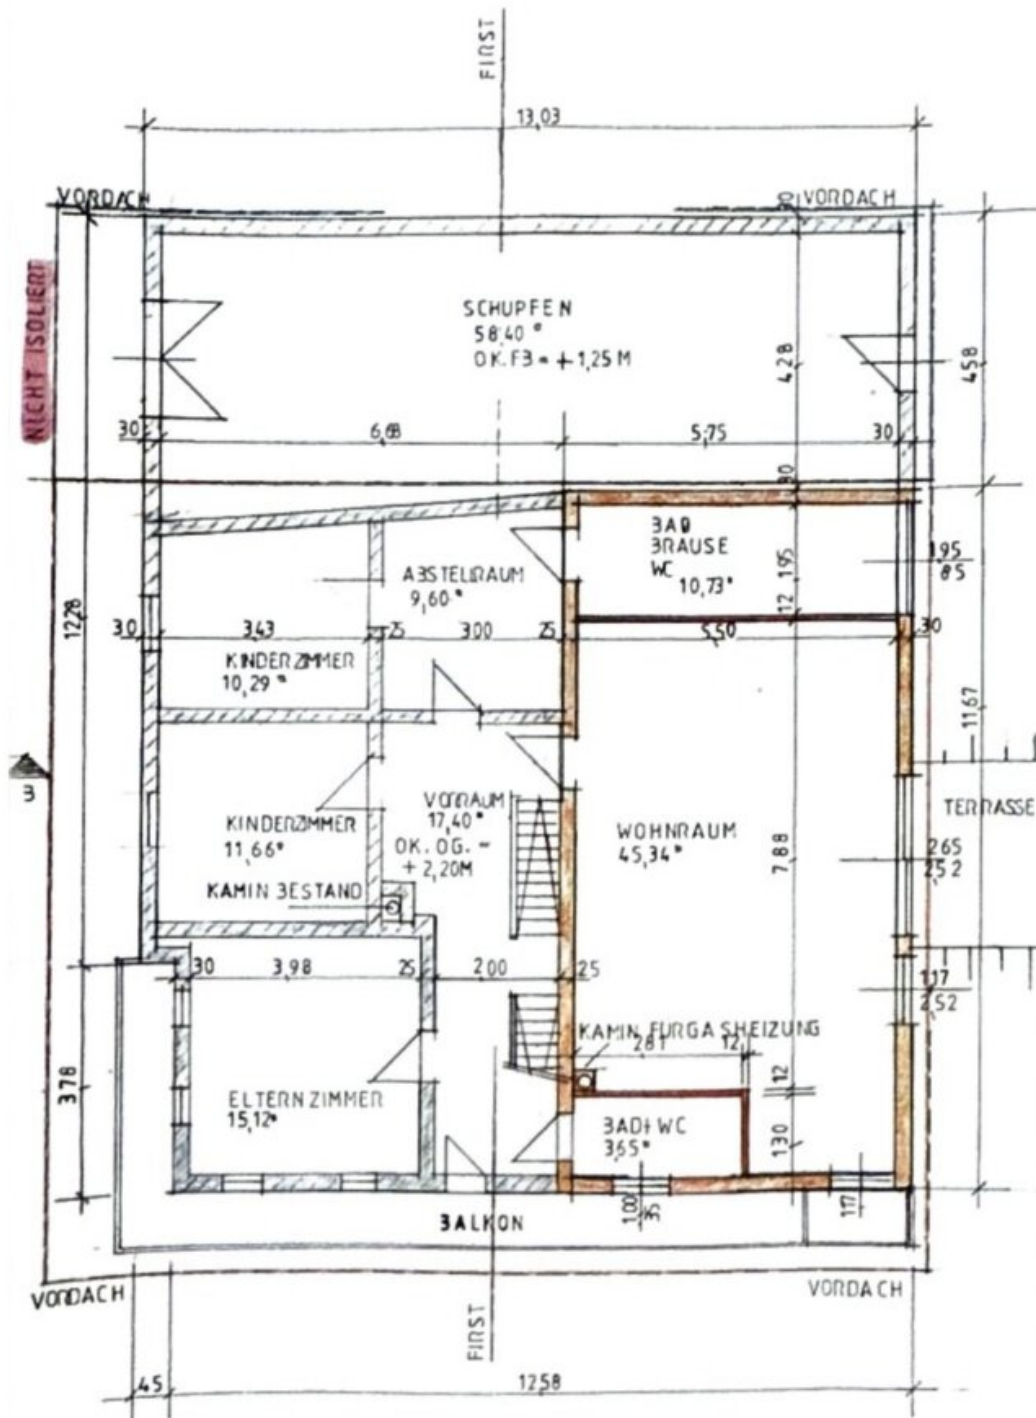 FIRST
13,03
VORDACH
30
VORDACH
NICHT ISOLIERT
SCHUPFEN
58,40 ▫
OK.FB = + 1,25 M
4,28
4,58
30
6,68
5,75
30
30
BAD
BRAUSE
WC
10,73 ▫
1,95
1,95
,85
ABSTELLRAUM
9,60 ▫
12,28
12
30
3,43
25
3,00
25
5,50
30
KINDERZIMMER
10,29 ▫
11,67
B
VORRAUM
17,40 ▫
OK. OG. =
+ 2,20M
KINDERZIMMER
11,66 ▫
KAMIN BESTAND
WOHNRAUM
45,34 ▫
7,88
TERRASSE
2,65
2,52
30
3,98
25
2,00
25
1,17
2,52
KAMIN FÜR GASHEIZUNG
2,81
12
12
3,78
ELTERNZIMMER
15,12 ▫
BAD+WC
3,65 ▫
1,30
1,00
BALKON
1,17
VORDACH
VORDACH
FIRST
45
12,58